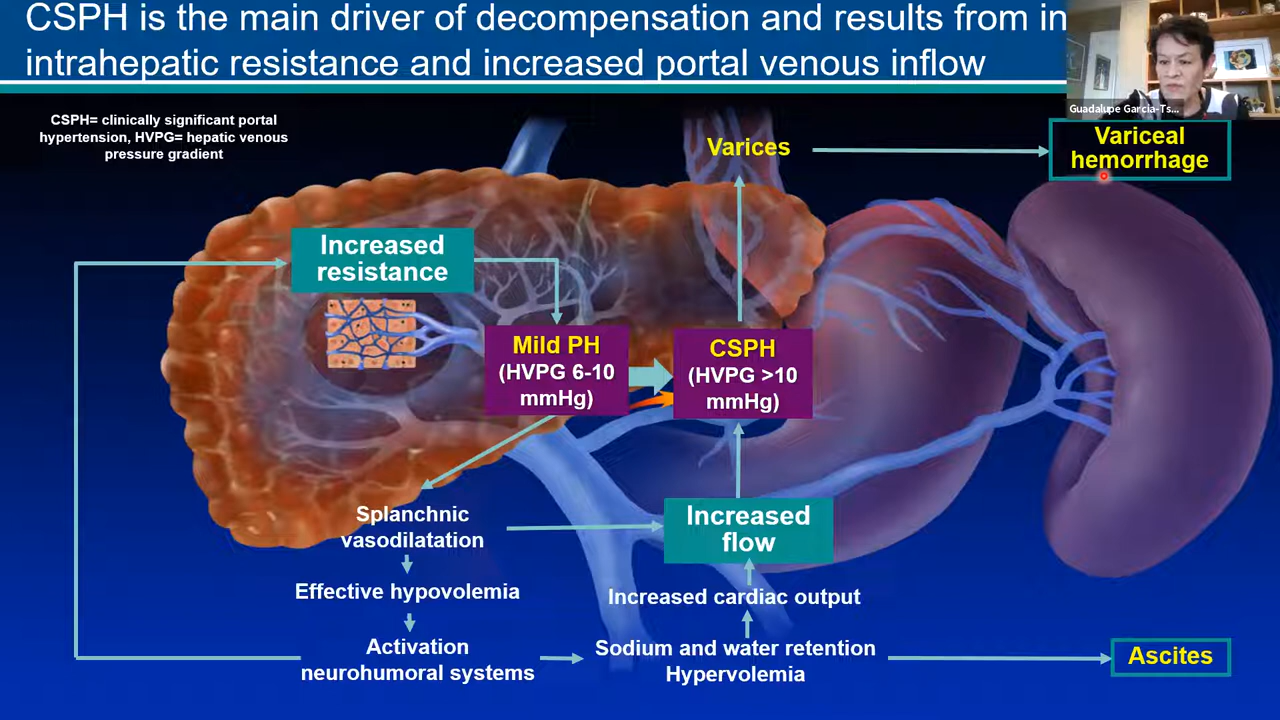 CSPH is the main driver of decompensation and results from in
intrahepatic resistance and increased portal venous inflow
Guadalupe Garcia-Ts...
CSPH= clinically significant portal
hypertension, HVPG= hepatic venous
pressure gradient
Varices
Variceal
hemorrhage
Increased
resistance
Mild PH
(HVPG 6-10
mmHg)
CSPH
(HVPG >10
mmHg)
Splanchnic
vasodilatation
Increased
flow
Effective hypovolemia
Increased cardiac output
Activation
neurohumoral systems
Sodium and water retention
Hypervolemia
Ascites